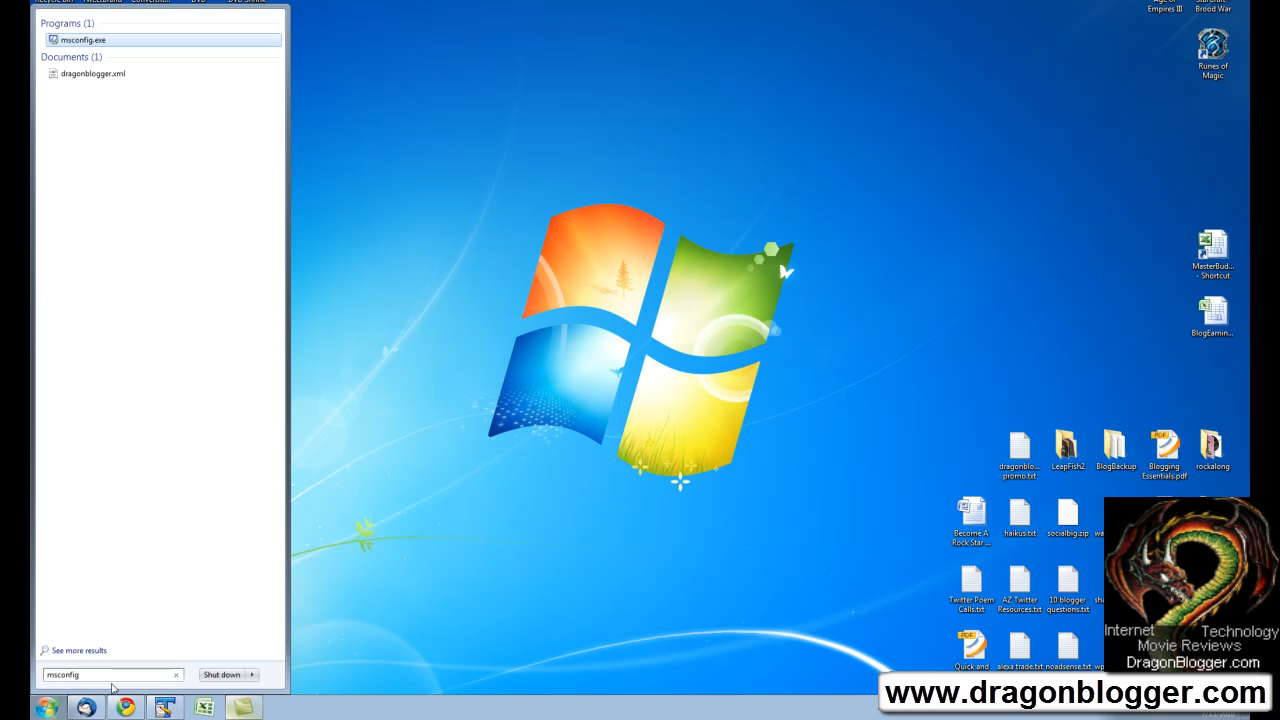 Age of
Empires III
StarCraft
Brood War
Programs (1)
msconfig.exe
Documents (1)
dragonblogger.xml
Runes of
Magic
MasterBud...
- Shortcut
BlogEarnin...
dragonblo...
promo.txt
LeapFish2
BlogBackup
Blogging
Essentials.pdf
rockalong
Become A
Rock Star ...
haikus.txt
socialbig.zip
Twitter Poem
Calls.txt
AZ Twitter
Resources.txt
10 blogger
questions.txt
Internet Technology
Movie Reviews
DragonBlogger.com
Quick and
alexa trade.txt
noadsense.txt
See more results
msconfig
Shut down
www.dragonblogger.com